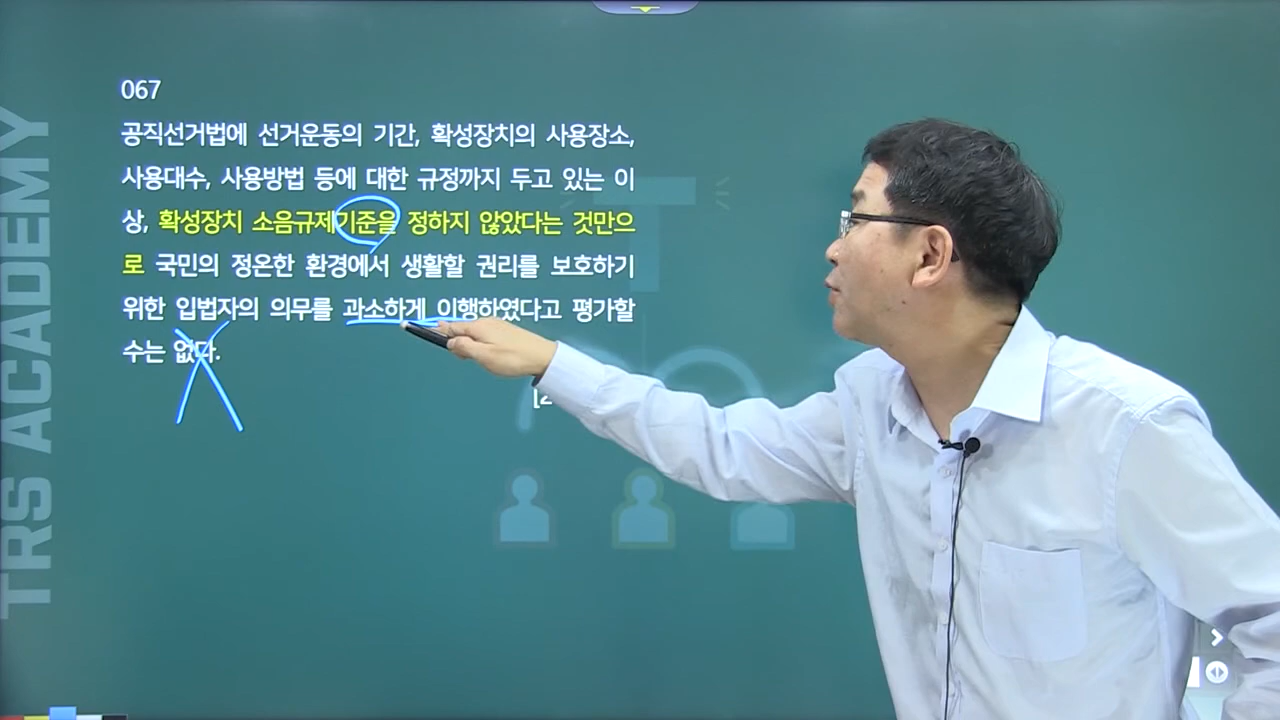 067
공직선거법에 선거운동의 기간, 확성장치의 사용장소,
사용대수, 사용방법 등에 대한 규정까지 두고 있는 이
상, 확성장치 소음규제기준을 정하지 않았다는 것만으
로 국민의 정온한 환경에서 생활할 권리를 보호하기
위한 입법자의 의무를 과소하게 이행하였다고 평가할
수는 없다.
[2
TRS ACADEMY